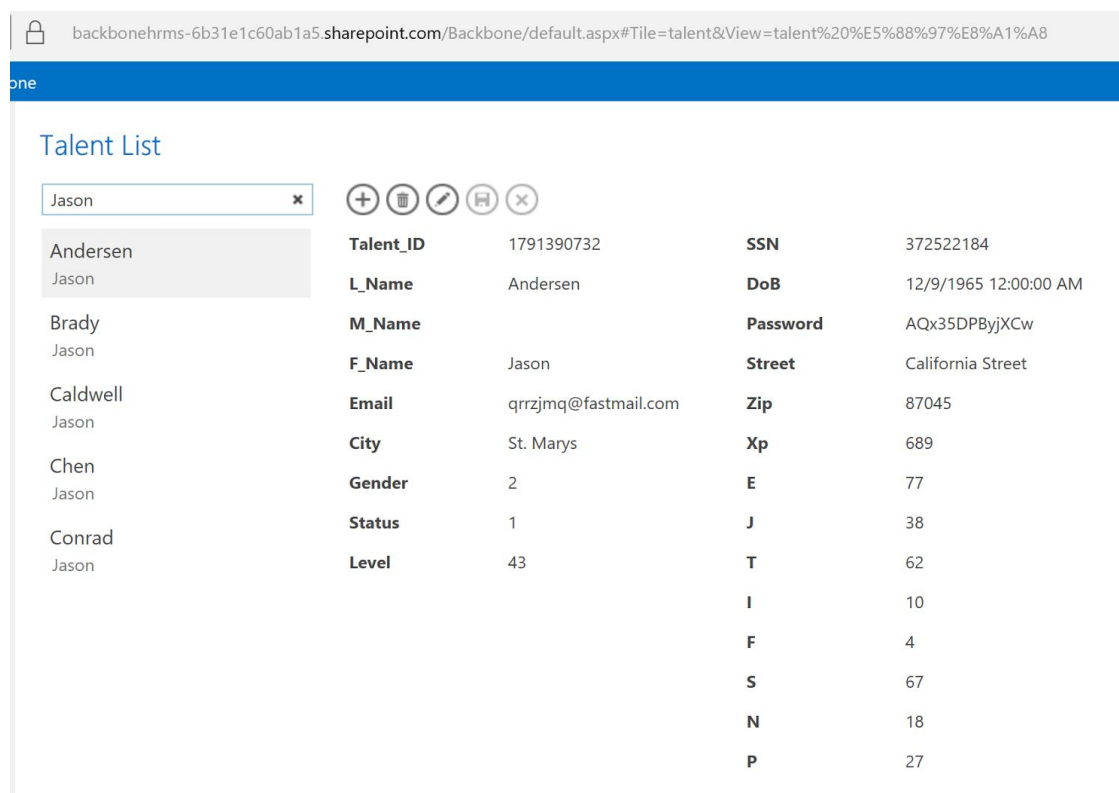 backbonehrms-6b31e1c60ab1a5.sharepoint.com/Backbone/default.aspx#Tile=talent&View=talent%20%E5%88%97%E8%A1%A8
one
Talent List
Jason
Andersen
Jason
Brady
Jason
Caldwell
Jason
Chen
Jason
Conrad
Jason
Talent_ID 1791390732 SSN 372522184
L_Name Andersen DoB 12/9/1965 12:00:00 AM
M_Name Password AQx35DPByjXCw
F_Name Jason Street California Street
Email qrrzjmq@fastmail.com Zip 87045
City St. Marys Xp 689
Gender 2 E 77
Status 1 J 38
Level 43 T 62
I 10
F 4
S 67
N 18
P 27